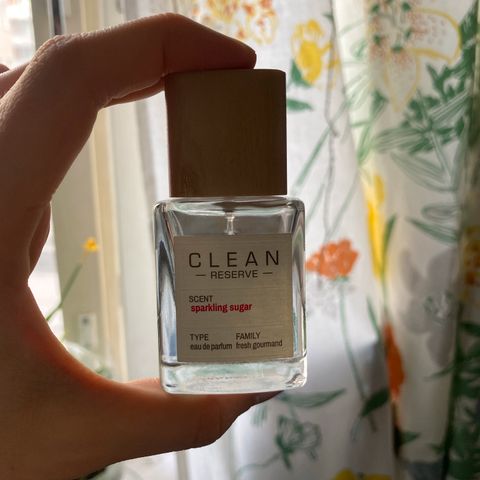 CLEAN
— RESERVE —
SCENT
sparkling sugar
TYPE FAMILY
eau de parfum fresh gourmand